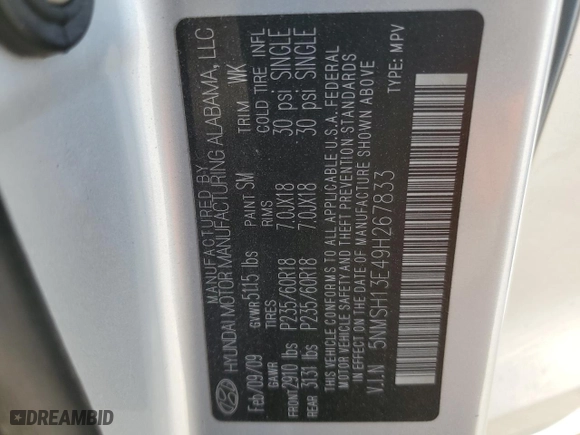 MANUFACTURED BY
HYUNDAI MOTOR MANUFACTURING ALABAMA, LLC
Feb/09/09 GVWR 5115 lbs PAINT SM TRIM WK
GAWR TIRES RIMS COLD TIRE INFL
FRONT 2910 lbs P235/60R18 7.0JX18 30 psi SINGLE
REAR 3131 lbs P235/60R18 7.0JX18 30 psi SINGLE
THIS VEHICLE CONFORMS TO ALL APPLICABLE U.S.A. FEDERAL
MOTOR VEHICLE SAFETY AND THEFT PREVENTION STANDARDS
IN EFFECT ON THE DATE OF MANUFACTURE SHOWN ABOVE
V.I.N 5NMSH13E49H267833 TYPE: MPV
DREAMBID